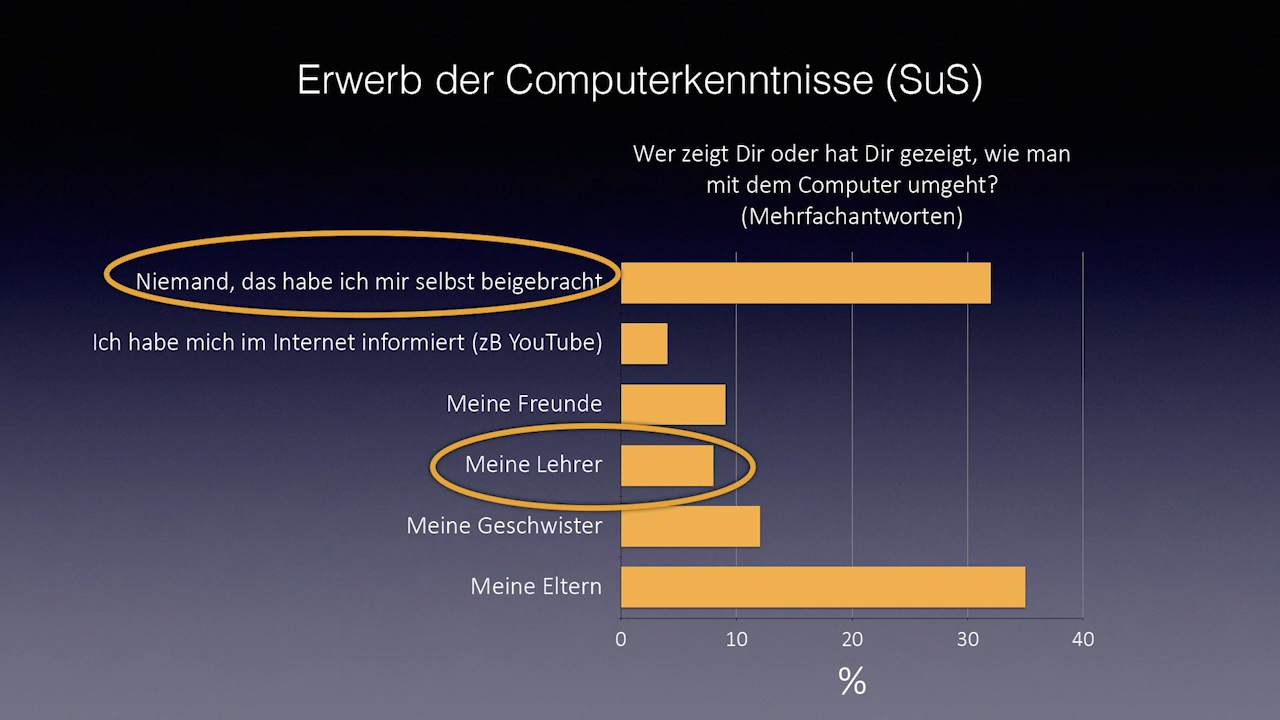 Erwerb der Computerkenntnisse (SuS)
Wer zeigt Dir oder hat Dir gezeigt, wie man
mit dem Computer umgeht?
(Mehrfachantworten)
Niemand, das habe ich mir selbst beigebracht
Ich habe mich im Internet informiert (zB YouTube)
Meine Freunde
Meine Lehrer
Meine Geschwister
Meine Eltern
0 10 20 30 40
%